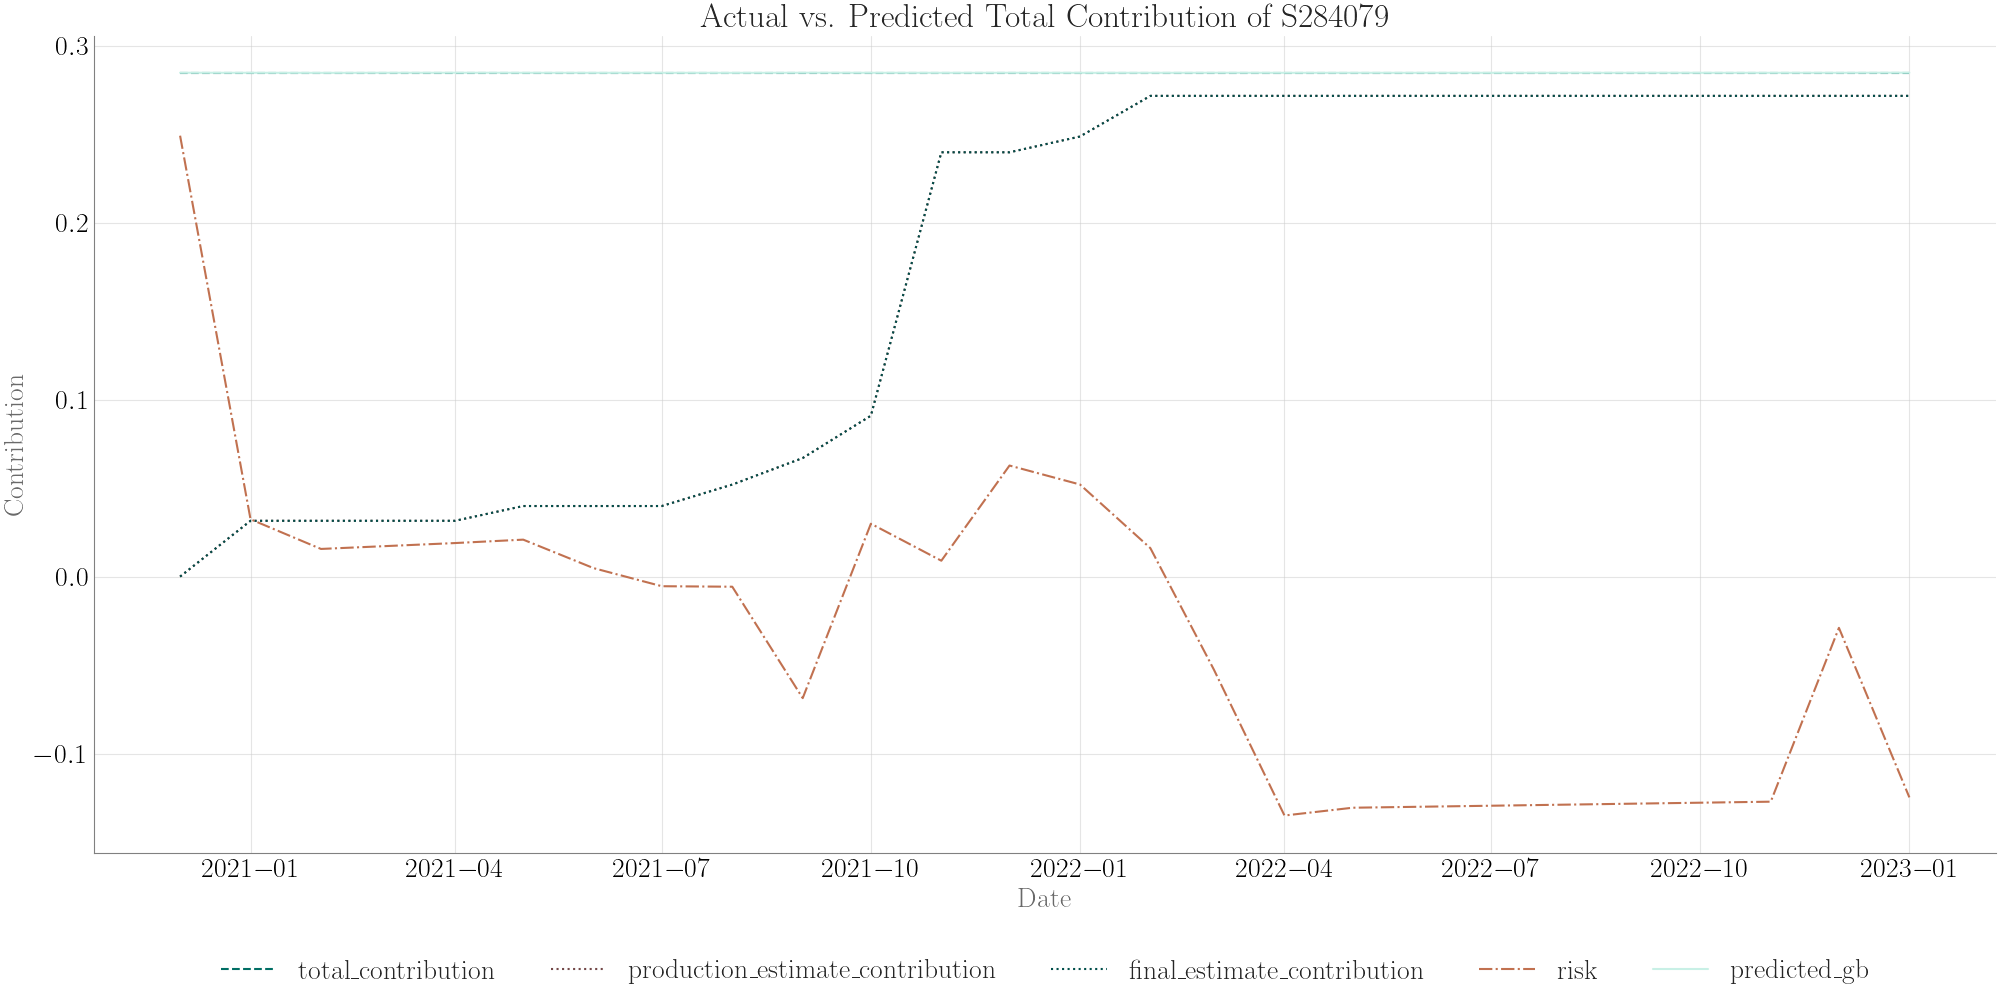 Actual vs. Predicted Total Contribution of S284079
0.3
0.2
0.1
0.0
−0.1
Contribution
2021−01 2021−04 2021−07 2021−10 2022−01 2022−04 2022−07 2022−10 2023−01
Date
total_contribution production_estimate_contribution final_estimate_contribution risk predicted_gb